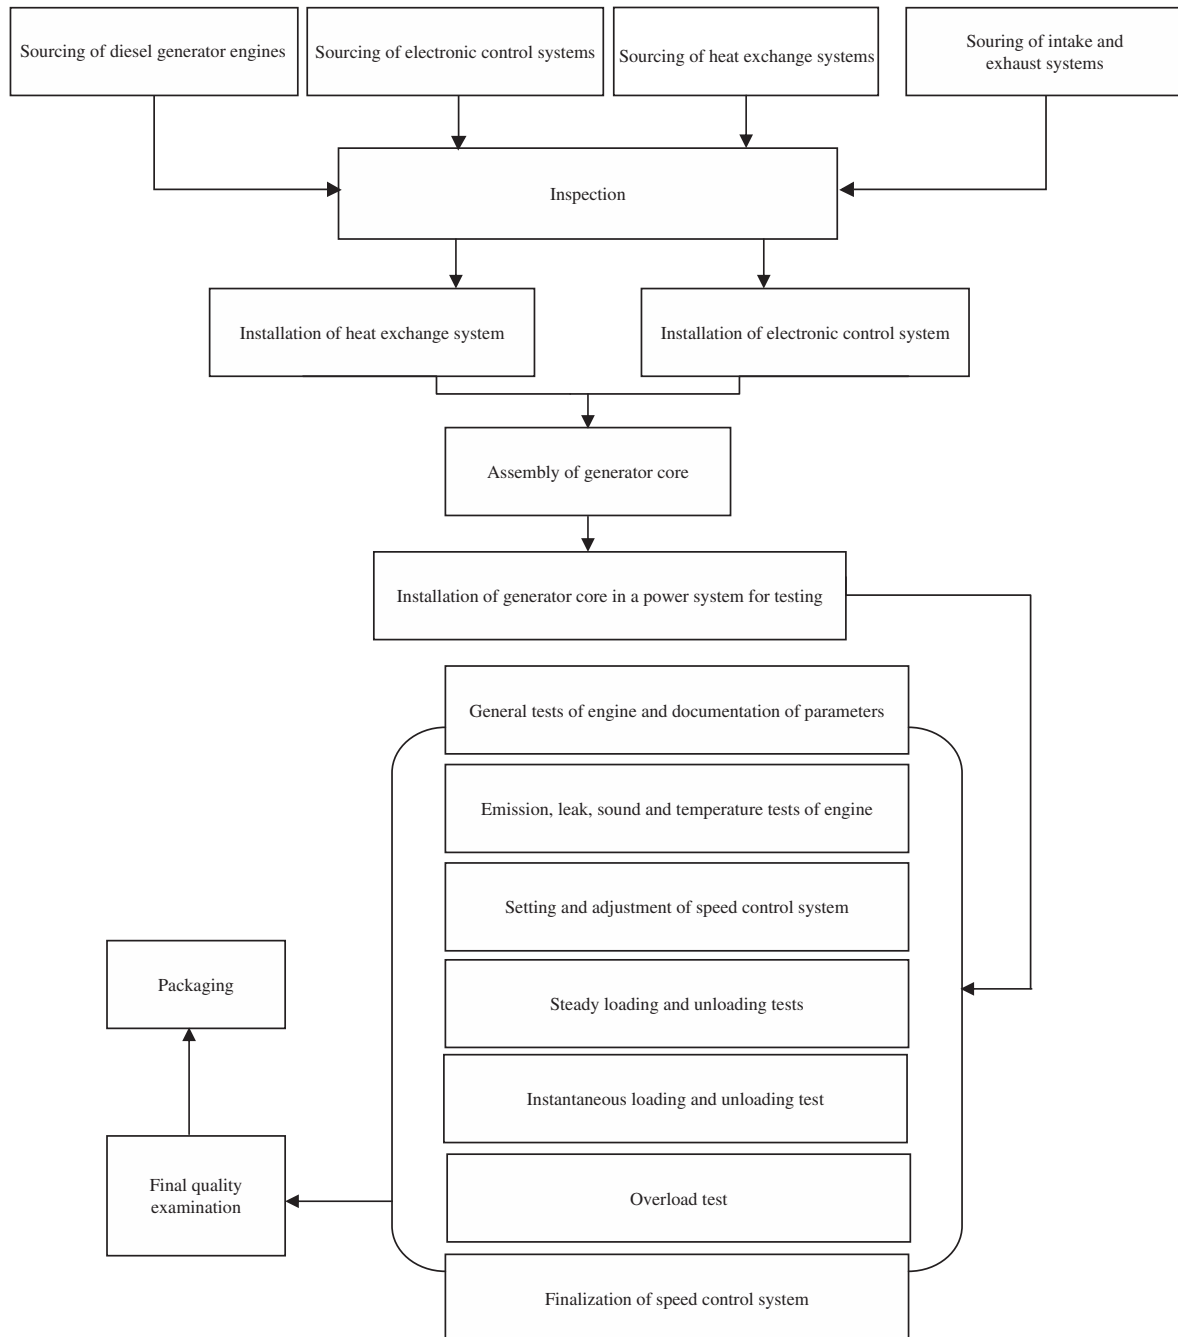 Sourcing of diesel generator engines
Sourcing of electronic control systems
Sourcing of heat exchange systems
Souring of intake and
exhaust systems
Inspection
Installation of heat exchange system
Installation of electronic control system
Assembly of generator core
Installation of generator core in a power system for testing
General tests of engine and documentation of parameters
Emission, leak, sound and temperature tests of engine
Setting and adjustment of speed control system
Steady loading and unloading tests
Instantaneous loading and unloading test
Overload test
Finalization of speed control system
Final quality
examination
Packaging